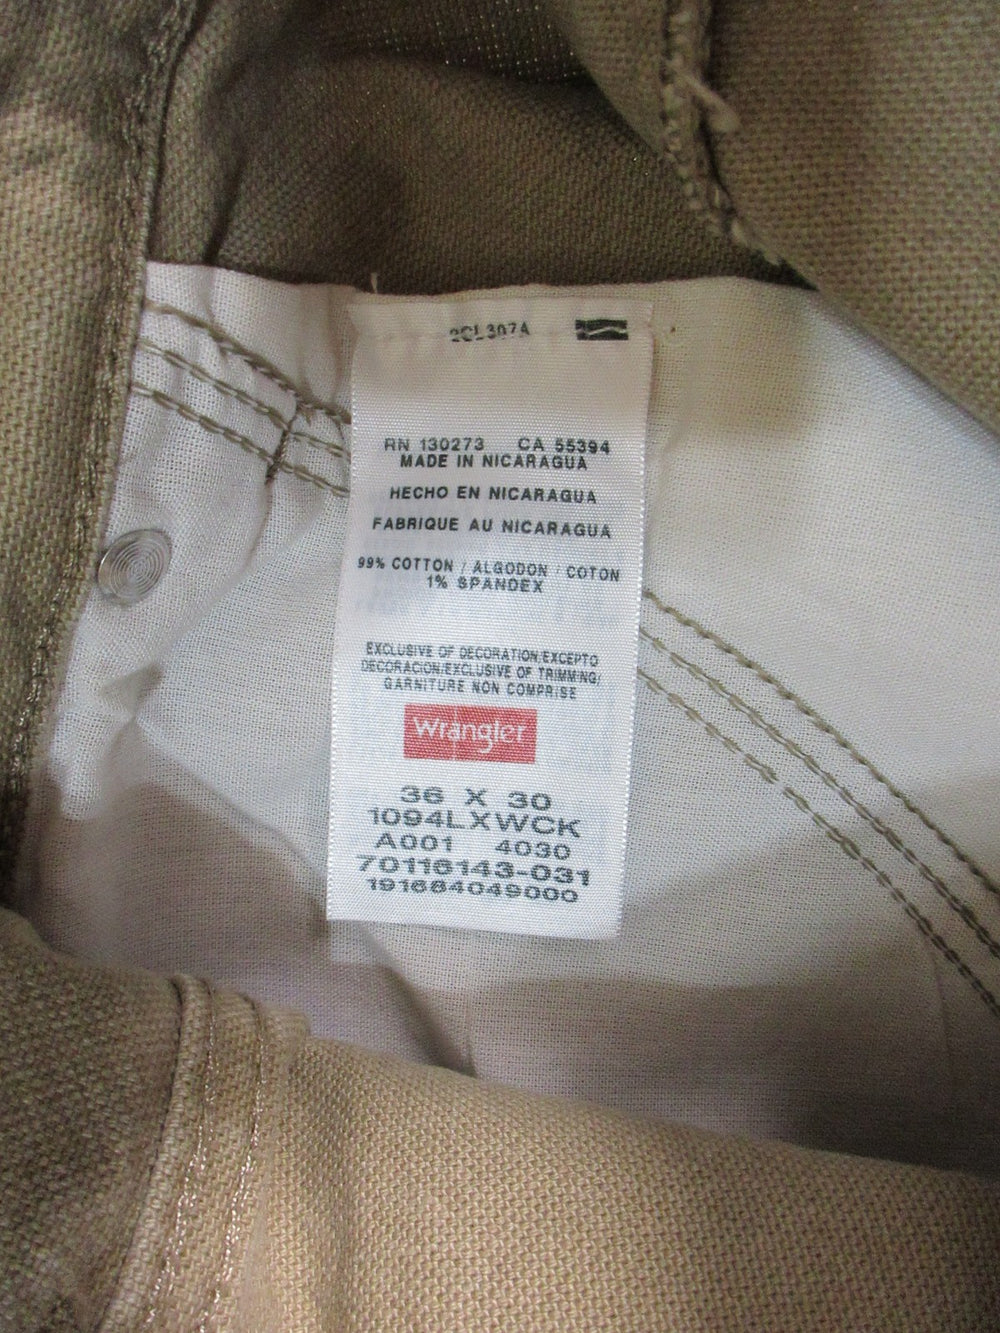 2CL307A
RN 130273 CA 55394
MADE IN NICARAGUA
HECHO EN NICARAGUA
FABRIQUE AU NICARAGUA
99% COTTON / ALGODON / COTON
1% SPANDEX
EXCLUSIVE OF DECORATION/EXCEPTO
DECORACION/EXCLUSIVE OF TRIMMING/
GARNITURE NON COMPRISE
Wrangler
36 X 30
1094LXWCK
A001 4030
70116143-031
191684049000